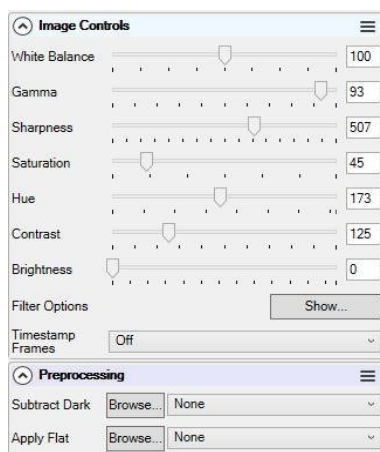 Image Controls
White Balance 100
Gamma 93
Sharpness 507
Saturation 45
Hue 173
Contrast 125
Brightness 0
Filter Options Show...
Timestamp
Frames Off
Preprocessing
Subtract Dark Browse... None
Apply Flat Browse... None